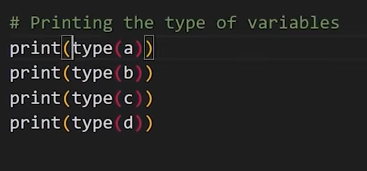 # Printing the type of variables
print(type(a))
print(type(b))
print(type(c))
print(type(d))